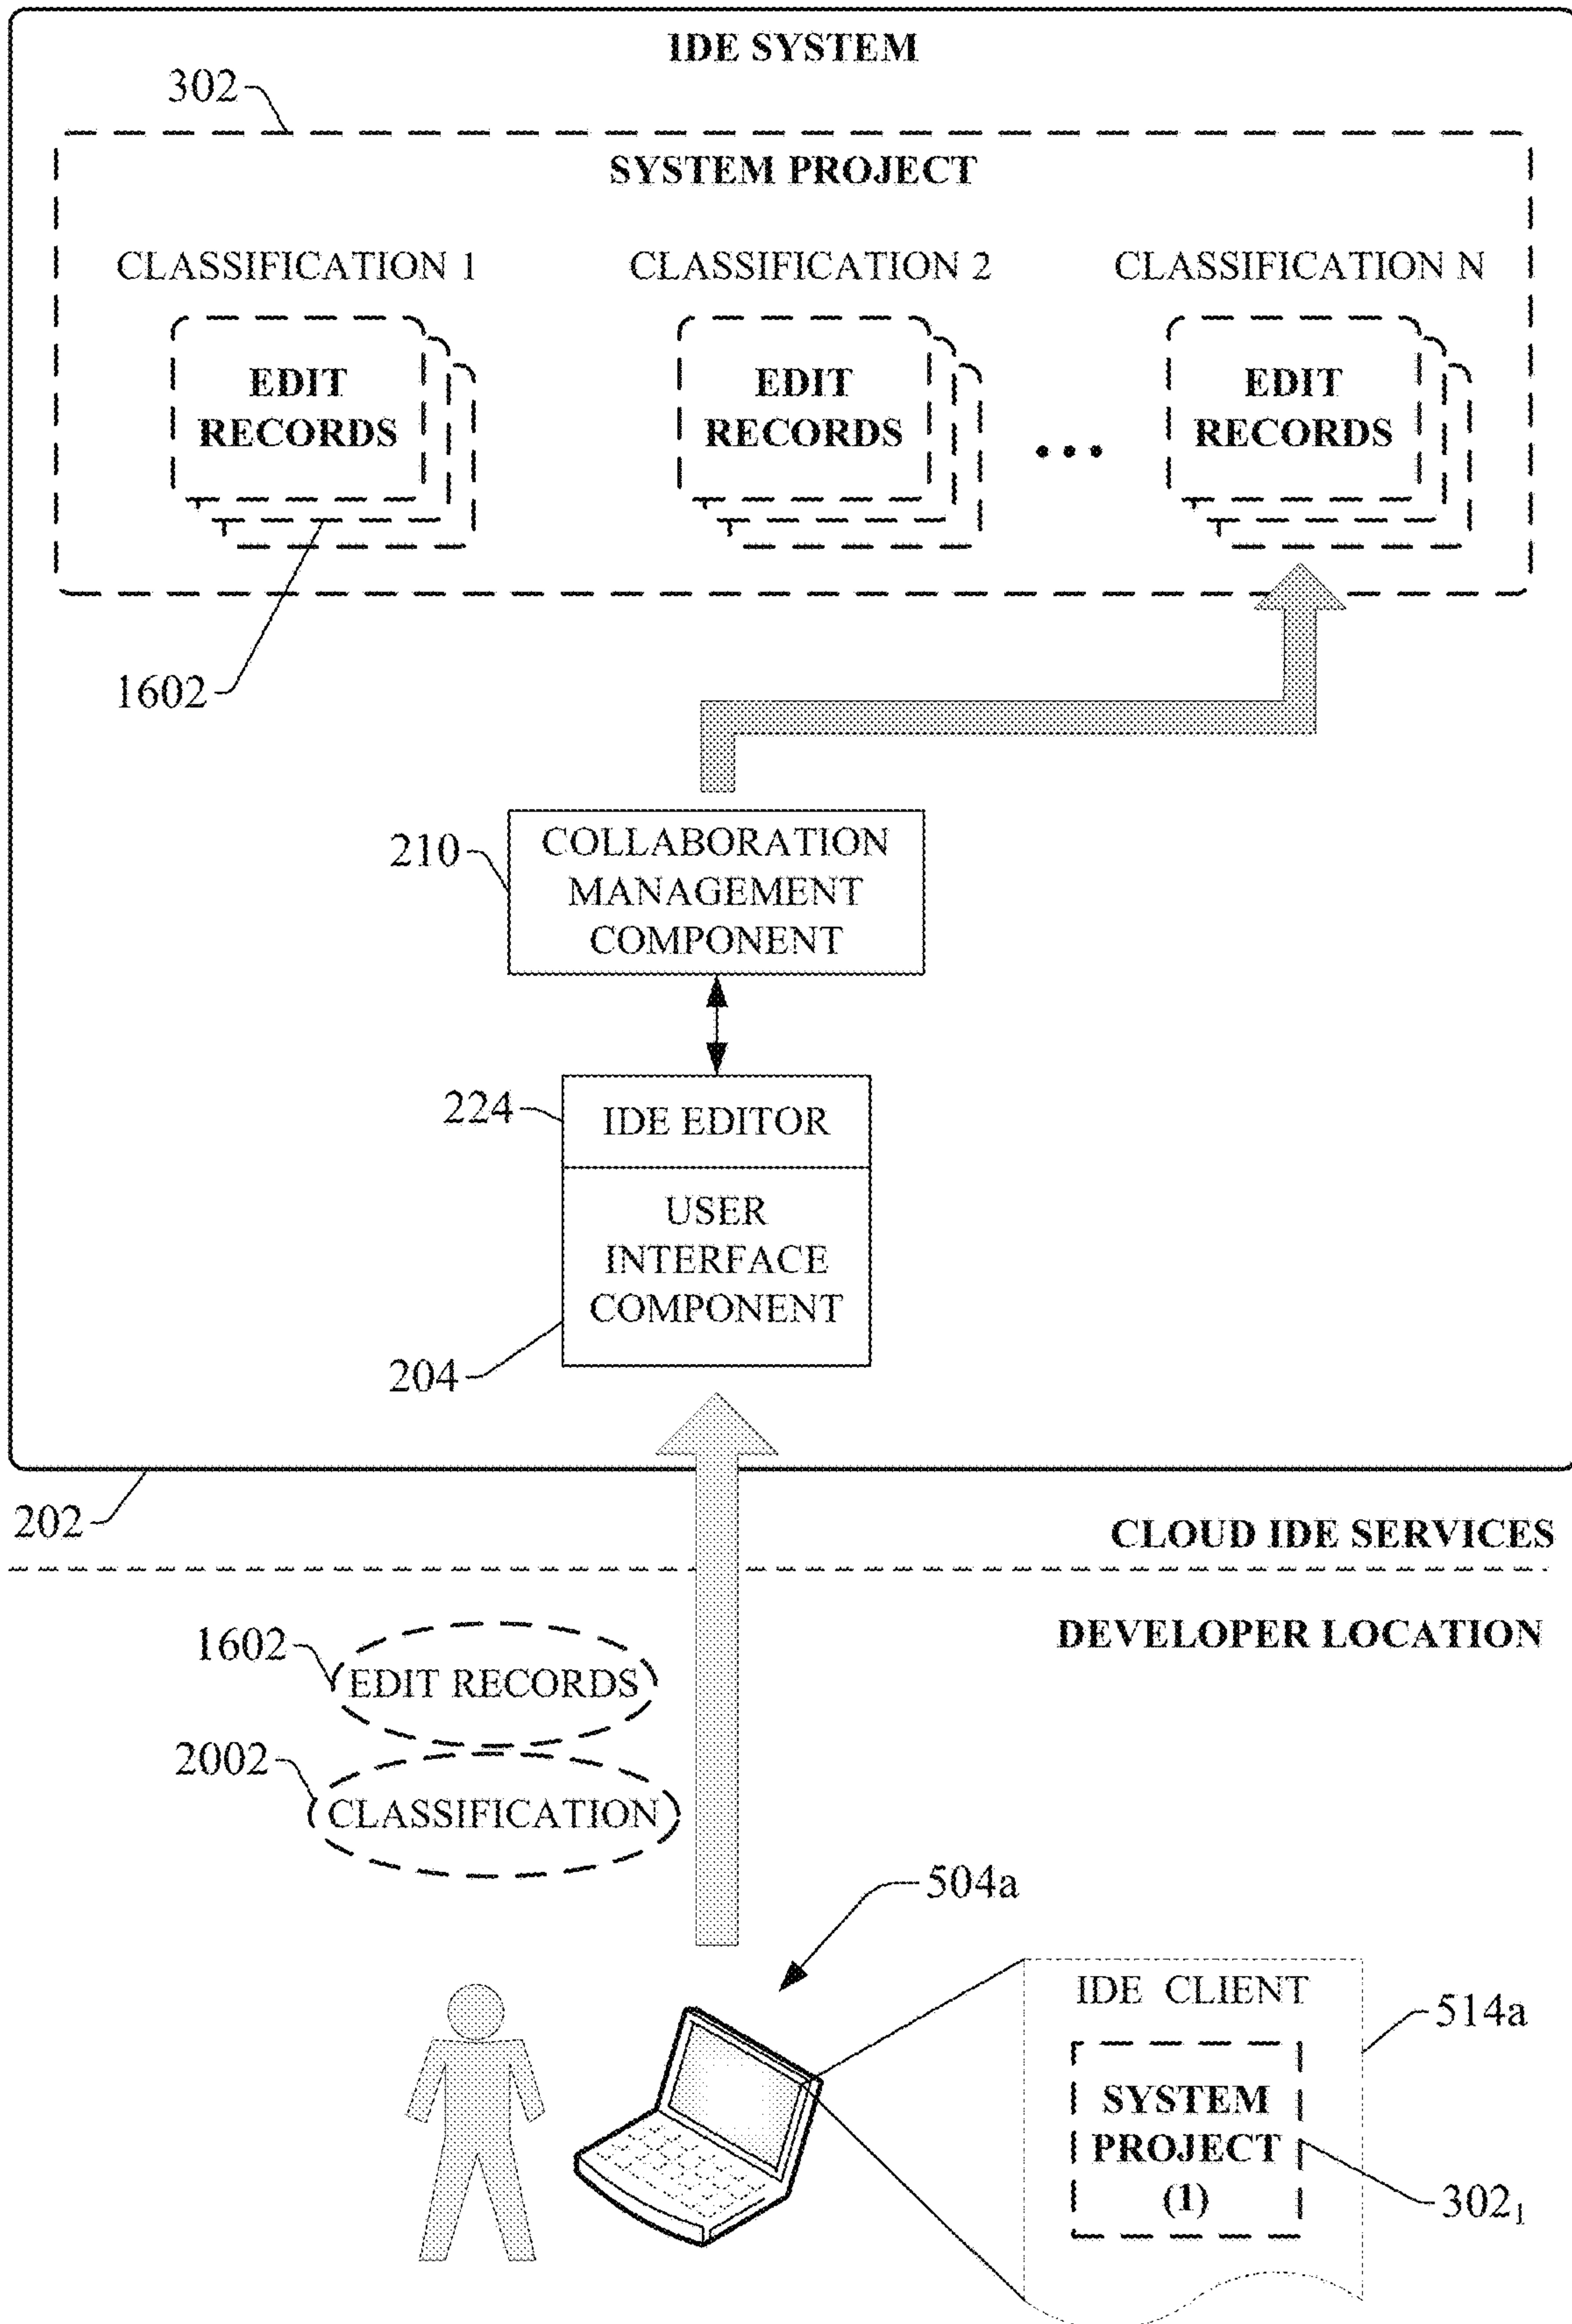 IDE SYSTEM
302
SYSTEM PROJECT
CLASSIFICATION 1
CLASSIFICATION 2
CLASSIFICATION N
EDIT
RECORDS
EDIT
RECORDS
...
EDIT
RECORDS
1602
210
COLLABORATION
MANAGEMENT
COMPONENT
224
IDE EDITOR
USER
INTERFACE
COMPONENT
204
202
CLOUD IDE SERVICES
DEVELOPER LOCATION
1602
EDIT RECORDS
2002
CLASSIFICATION
504a
IDE CLIENT
514a
SYSTEM
PROJECT
(1)
302₁